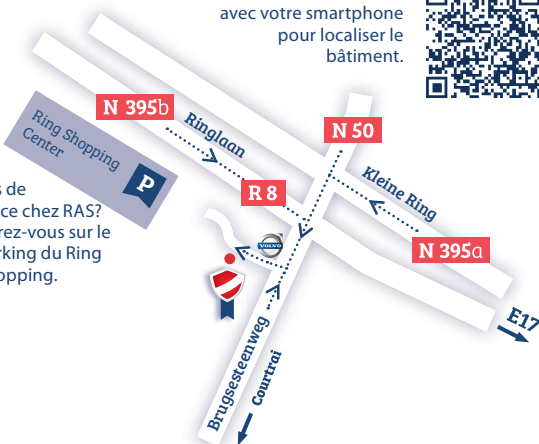 avec votre smartphone
pour localiser le
bâtiment.
N 395b
Ringlaan
N 50
Ring Shopping
Center
P
Kleine Ring
R 8
de
ce chez RAS?
rez-vous sur le
rking du Ring
opping.
VOLVO
N 395a
E17
Brugsesteenweg
Courtrai